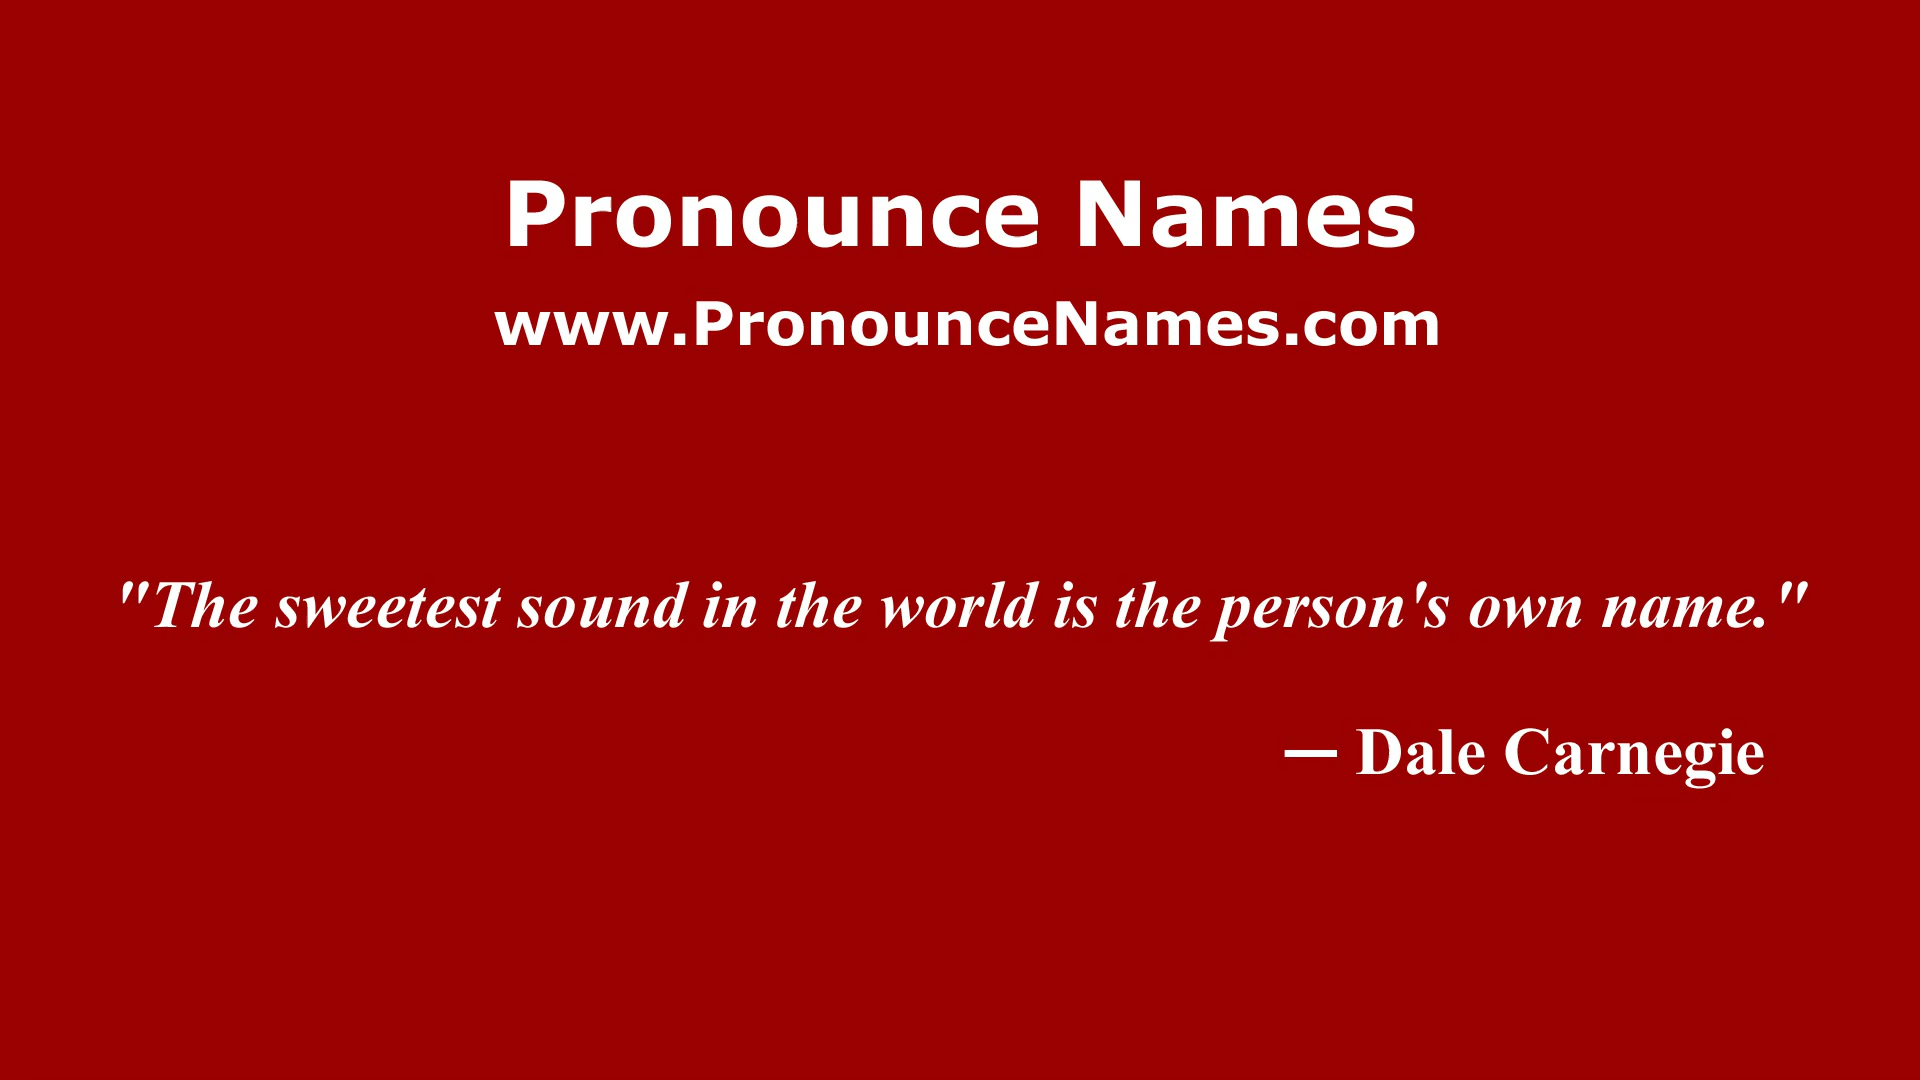 Pronounce Names
www.PronounceNames.com
"The sweetest sound in the world is the person's own name."
— Dale Carnegie